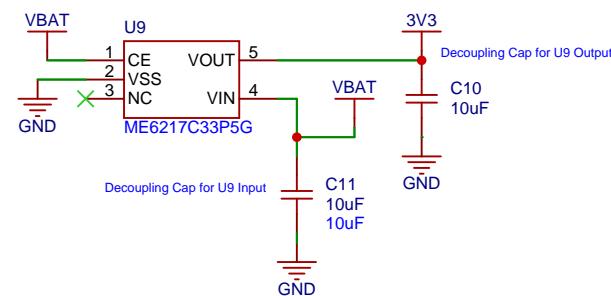 VBAT
U9
3V3
1
CE
VOUT
5
Decoupling Cap for U9 Output
2
VSS
3
NC
VIN
4
VBAT
C10
10uF
GND
ME6217C33P5G
GND
Decoupling Cap for U9 Input
C11
10uF
10uF
GND